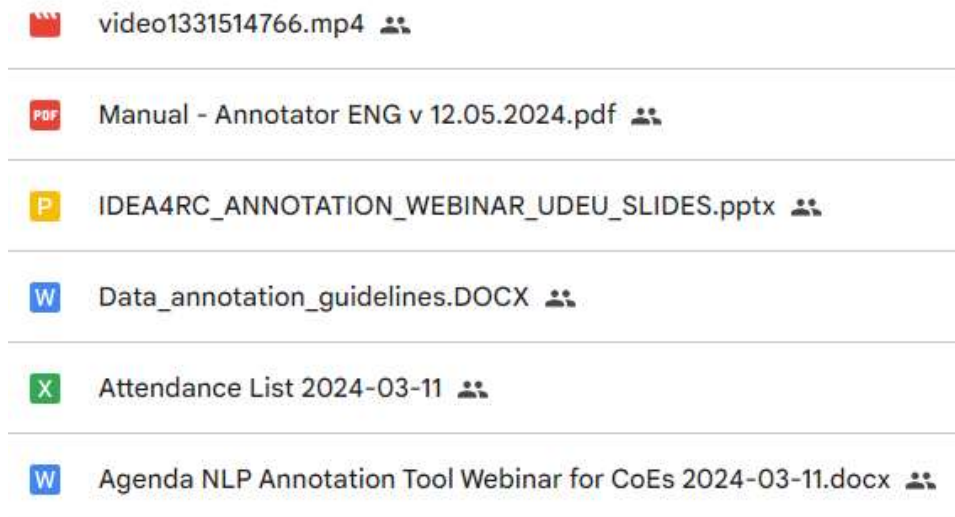 video1331514766.mp4
PDF Manual - Annotator ENG v 12.05.2024.pdf
P IDEA4RC_ANNOTATION_WEBINAR_UDEU_SLIDES.pptx
W Data_annotation_guidelines.DOCX
X Attendance List 2024-03-11
W Agenda NLP Annotation Tool Webinar for CoEs 2024-03-11.docx